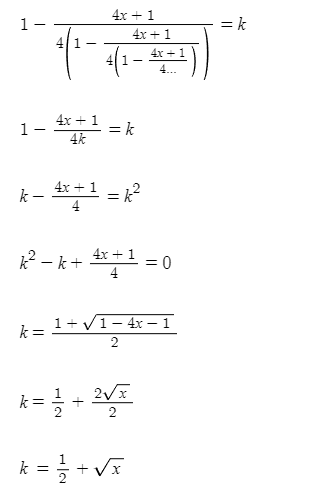 1 - (4x + 1)/(4(1 - (4x + 1)/(4(1 - (4x + 1)/(4...))))) = k
1 - (4x + 1)/(4k) = k
k - (4x + 1)/4 = k²
k² - k + (4x + 1)/4 = 0
k = (1 + √(1 - 4x - 1))/2
k = 1/2 + (2√x)/2
k = 1/2 + √x